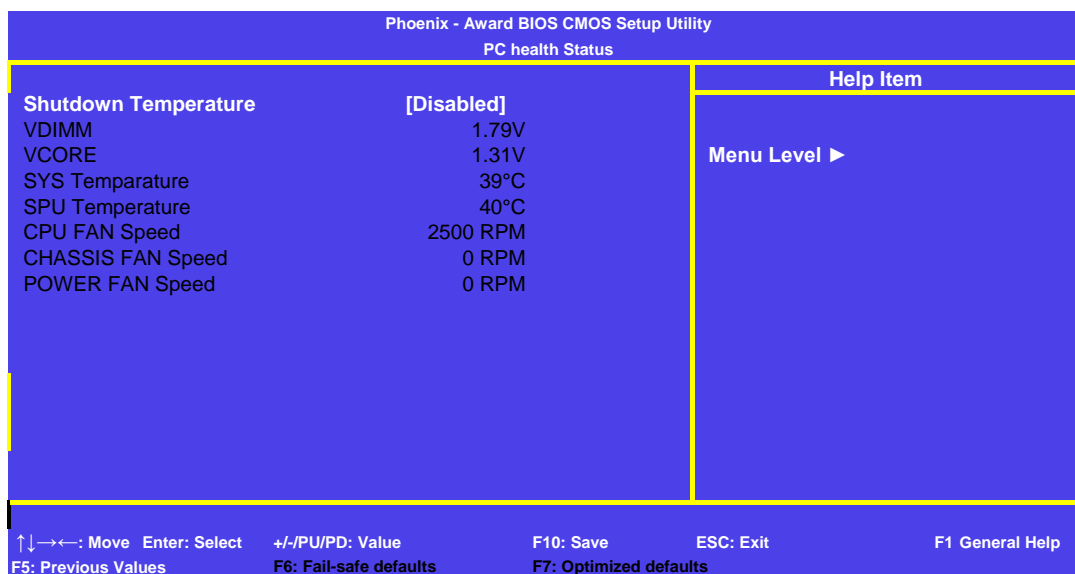 Phoenix - Award BIOS CMOS Setup Utility
PC health Status
Help Item
Shutdown Temperature [Disabled]
VDIMM 1.79V
VCORE 1.31V
Menu Level ►
SYS Temparature 39°C
SPU Temperature 40°C
CPU FAN Speed 2500 RPM
CHASSIS FAN Speed 0 RPM
POWER FAN Speed 0 RPM
↑↓→←: Move Enter: Select +/-/PU/PD: Value F10: Save ESC: Exit F1 General Help
F5: Previous Values F6: Fail-safe defaults F7: Optimized defaults